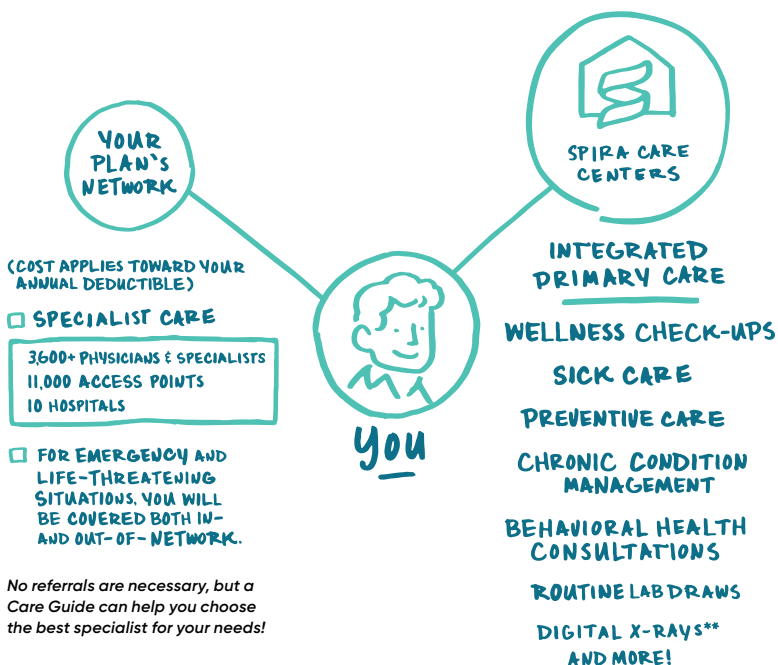 YOUR
PLAN'S
NETWORK
(COST APPLIES TOWARD YOUR
ANNUAL DEDUCTIBLE)
SPECIALIST CARE
3,600+ PHYSICIANS & SPECIALISTS
11,000 ACCESS POINTS
10 HOSPITALS
FOR EMERGENCY AND
LIFE-THREATENING
SITUATIONS, YOU WILL
BE COVERED BOTH IN-
AND OUT-OF-NETWORK.
No referrals are necessary, but a
Care Guide can help you choose
the best specialist for your needs!
you
SPIRA CARE
CENTERS
INTEGRATED
PRIMARY CARE
WELLNESS CHECK-UPS
SICK CARE
PREVENTIVE CARE
CHRONIC CONDITION
MANAGEMENT
BEHAVIORAL HEALTH
CONSULTATIONS
ROUTINE LAB DRAWS
DIGITAL X-RAYS**
AND MORE!